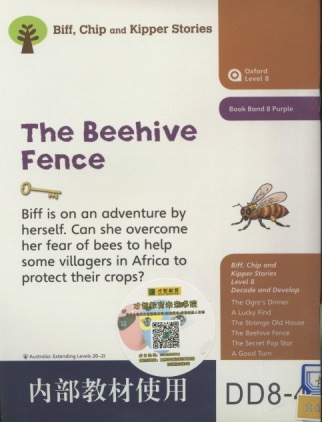 Biff, Chip and Kipper Stories
Oxford
Level 8
Book Band 8 Purple
The Beehive
Fence
Biff is on an adventure by
herself. Can she overcome
her fear of bees to help
some villagers in Africa to
protect their crops?
Biff, Chip and
Kipper Stories
Level 8
Decode and Develop
The Ogre's Dinner
A Lucky Find
The Strange Old House
The Beehive Fence
The Secret Pop Star
A Good Turn
Australia: Extending Levels 20–21
内部教材使用
DD8-